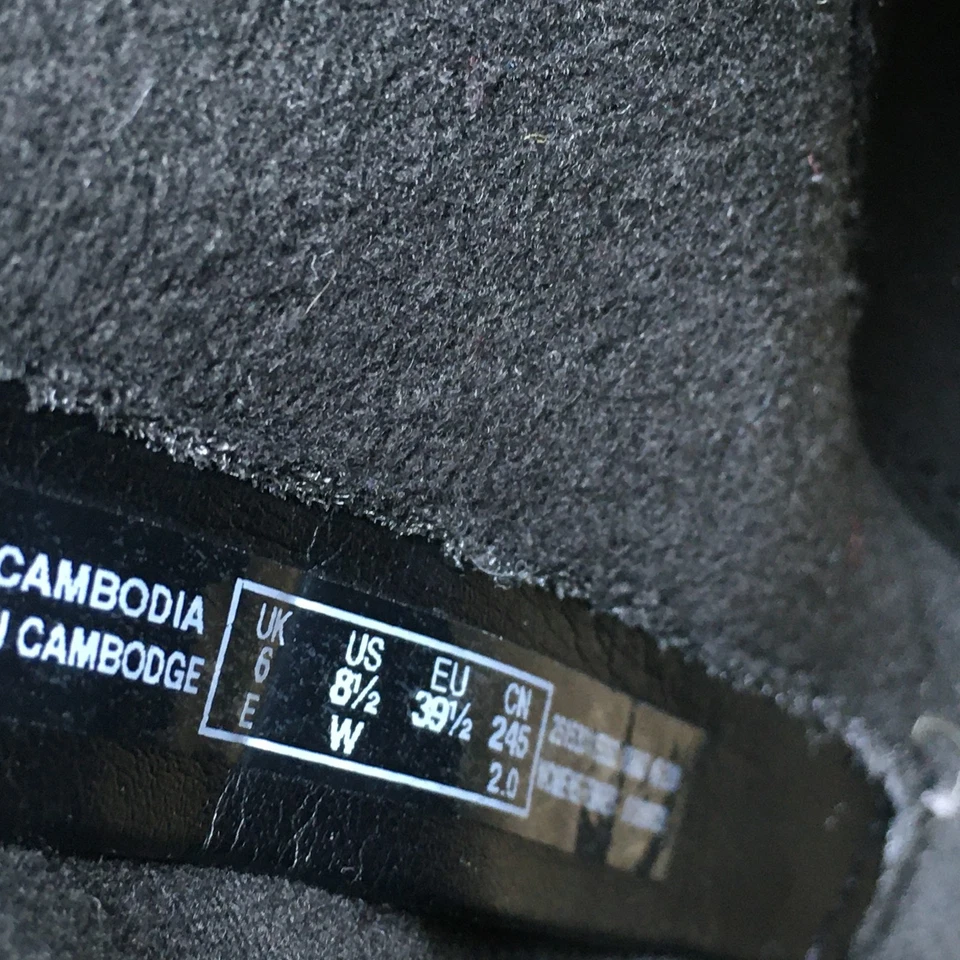 CAMBODIA
CAMBODGE
UK US EU CN
6 8½ 39½ 245
E W 2.0